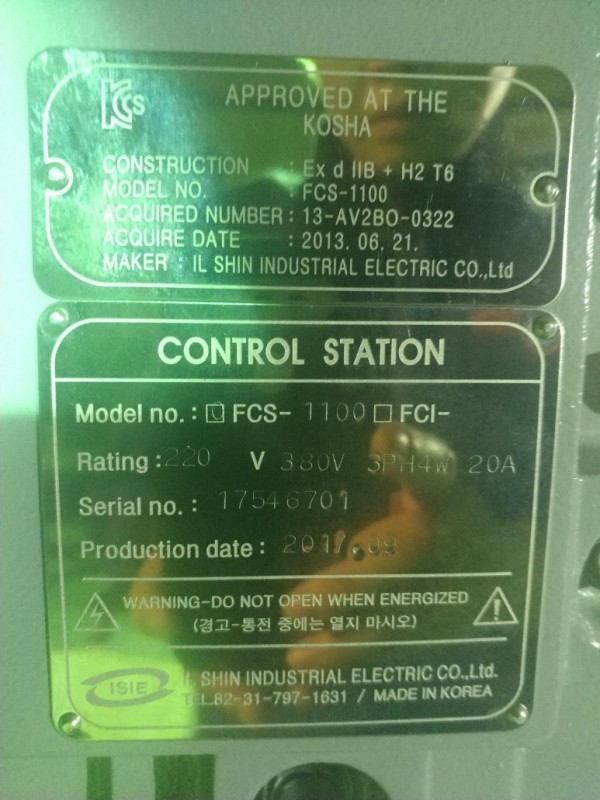 KCs
APPROVED AT THE
KOSHA
CONSTRUCTION : Ex d IIB + H2 T6
MODEL NO. : FCS-1100
ACQUIRED NUMBER : 13-AV2BO-0322
ACQUIRE DATE : 2013. 06. 21.
MAKER : IL SHIN INDUSTRIAL ELECTRIC CO.,Ltd
CONTROL STATION
Model no. : ☑ FCS- 1100 □ FCI-
Rating : 220 V 380V 3PH4W 20A
Serial no. : 17546701
Production date : 2017.09
WARNING-DO NOT OPEN WHEN ENERGIZED
(경고-통전 중에는 열지 마시오)
ISIE
IL SHIN INDUSTRIAL ELECTRIC CO.,Ltd.
TEL.82-31-797-1631 / MADE IN KOREA